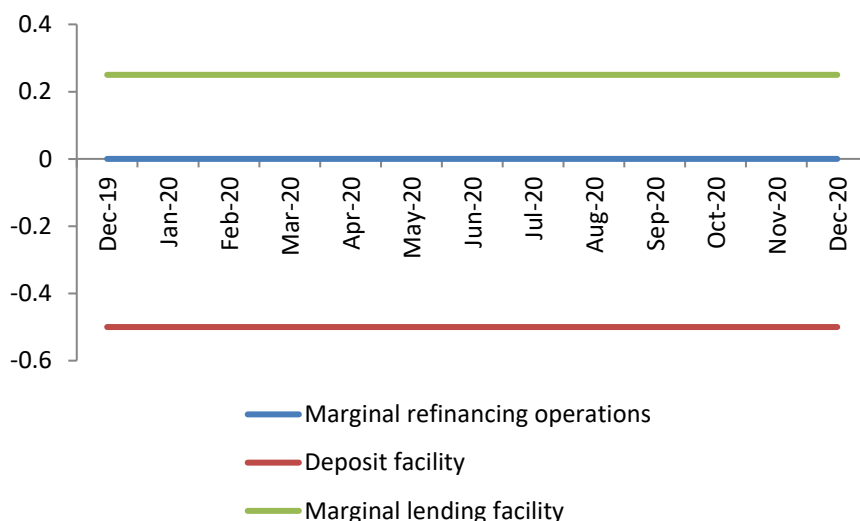 0.4
0.2
0
-0.2
-0.4
-0.6
Dec-19
Jan-20
Feb-20
Mar-20
Apr-20
May-20
Jun-20
Jul-20
Aug-20
Sep-20
Oct-20
Nov-20
Dec-20
Marginal refinancing operations
Deposit facility
Marginal lending facility